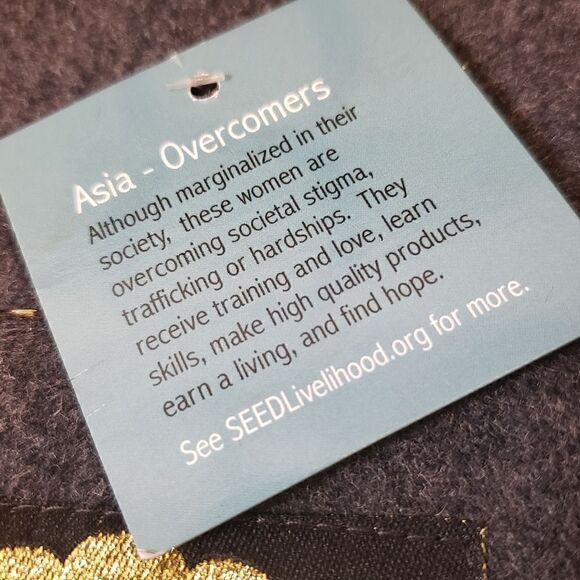 Asia - Overcomers
Although marginalized in their
society, these women are
overcoming societal stigma,
trafficking or hardships. They
receive training and love, learn
skills, make high quality products,
earn a living, and find hope.
See SEEDLivelihood.org for more.